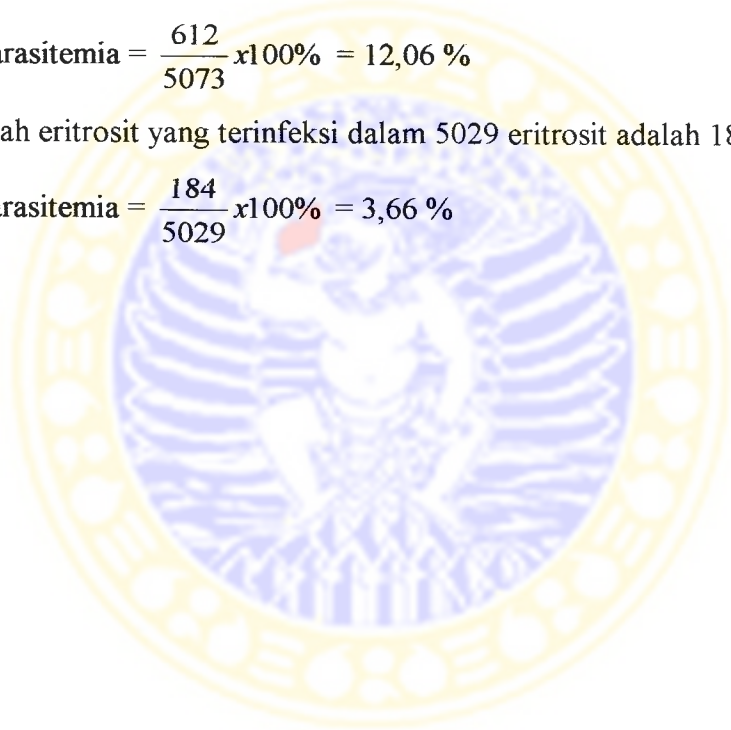 arasitemia = 612/5073 x100% = 12,06 %
ah eritrosit yang terinfeksi dalam 5029 eritrosit adalah 18
rasitemia = 184/5029 x100% = 3,66 %